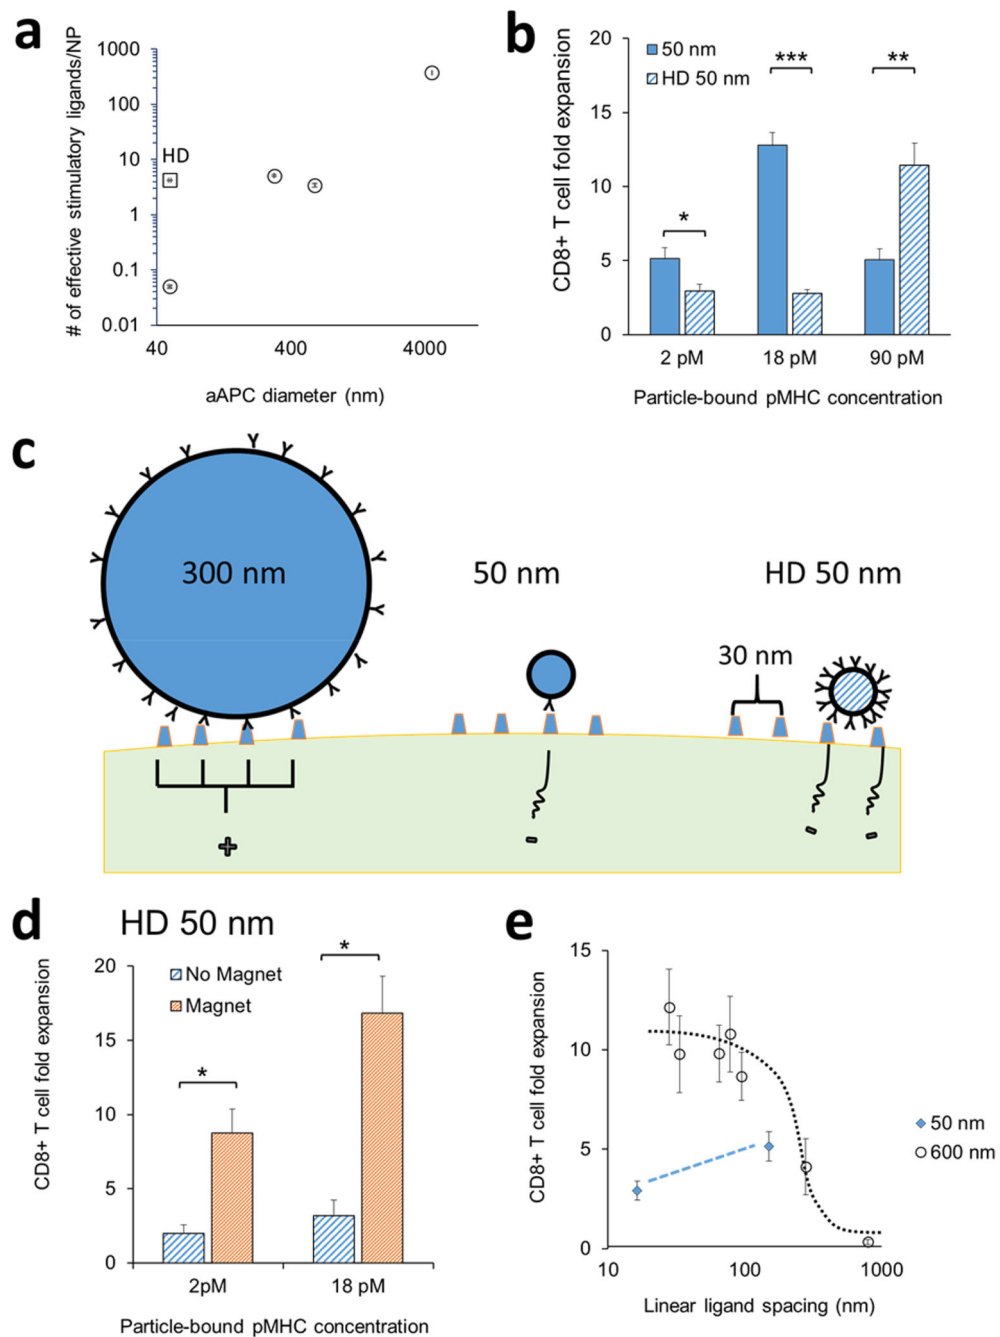 a
# of effective stimulatory ligands/NP
1000
100
10
1
0.1
0.01
HD
40
400
4000
aAPC diameter (nm)
b
CD8+ T cell fold expansion
20
15
10
5
0
50 nm
HD 50 nm
*
***
**
2 pM
18 pM
90 pM
Particle-bound pMHC concentration
c
300 nm
50 nm
HD 50 nm
30 nm
+
-
-
-
d
HD 50 nm
CD8+ T cell fold expansion
20
15
10
5
0
No Magnet
Magnet
*
*
2pM
18 pM
Particle-bound pMHC concentration
e
CD8+ T cell fold expansion
15
10
5
0
10
100
1000
Linear ligand spacing (nm)
50 nm
600 nm